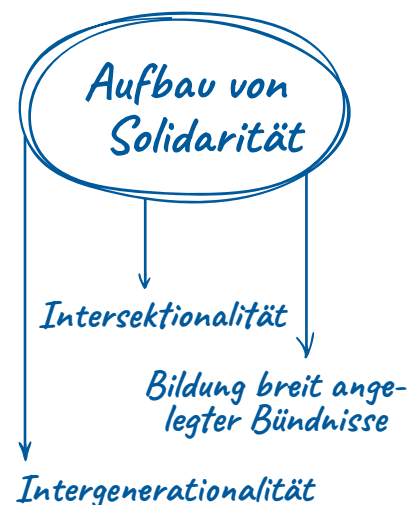 Aufbau von
Solidarität
Intersektionalität
Bildung breit ange-
legter Bündnisse
Intergenerationalität